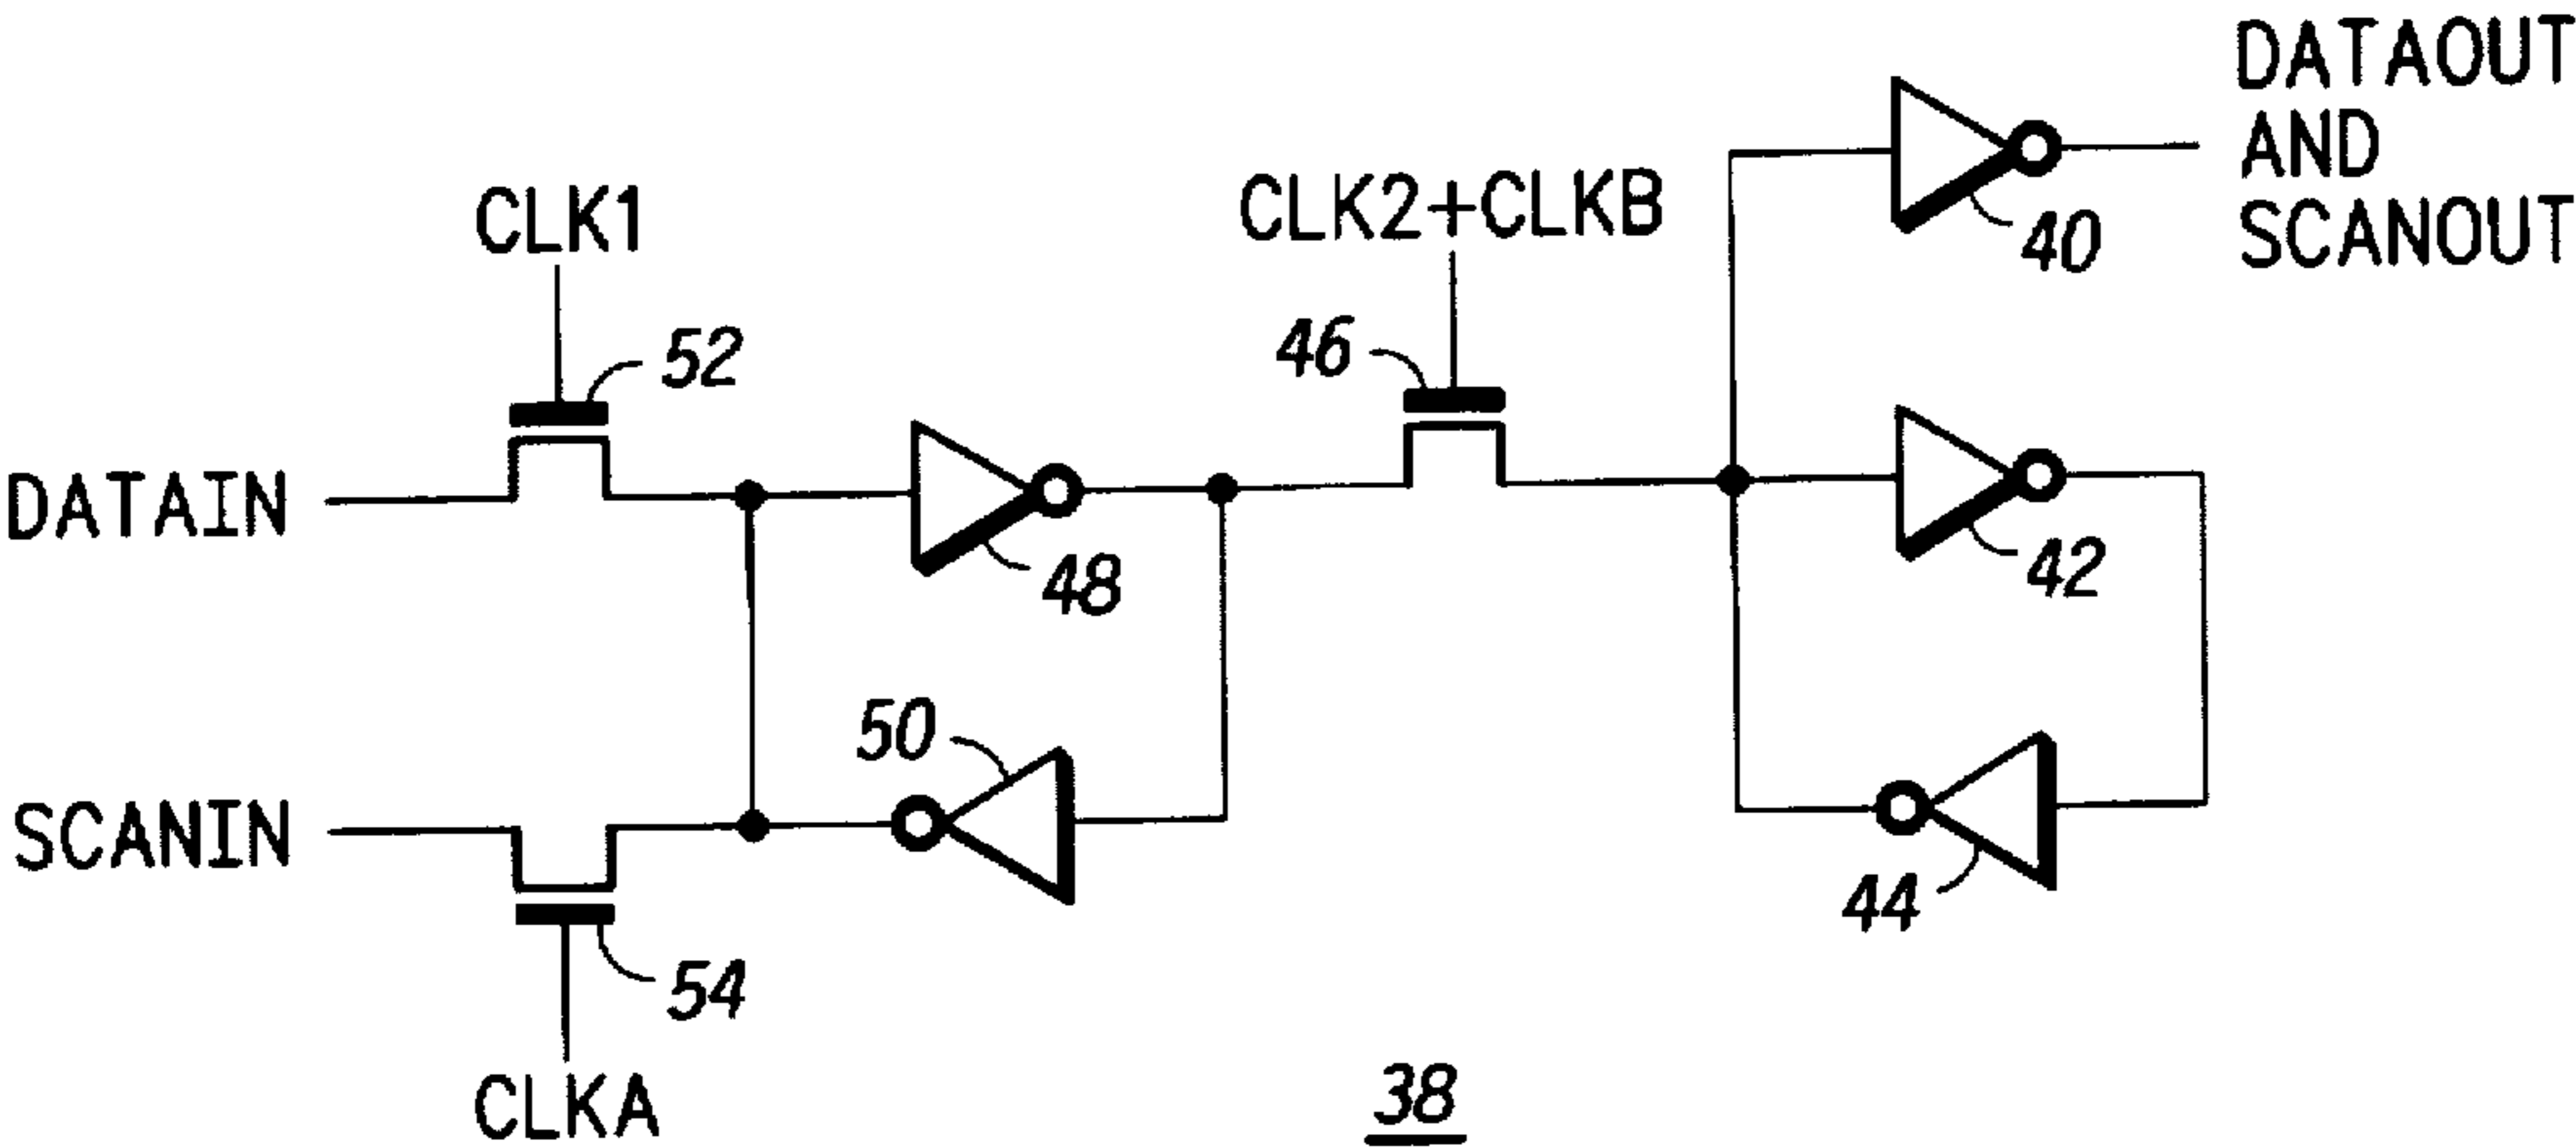 DATAOUT
AND
SCANOUT
CLK1
CLK2+CLKB
40
52
46
DATAIN
48
42
50
SCANIN
44
54
CLKA
38